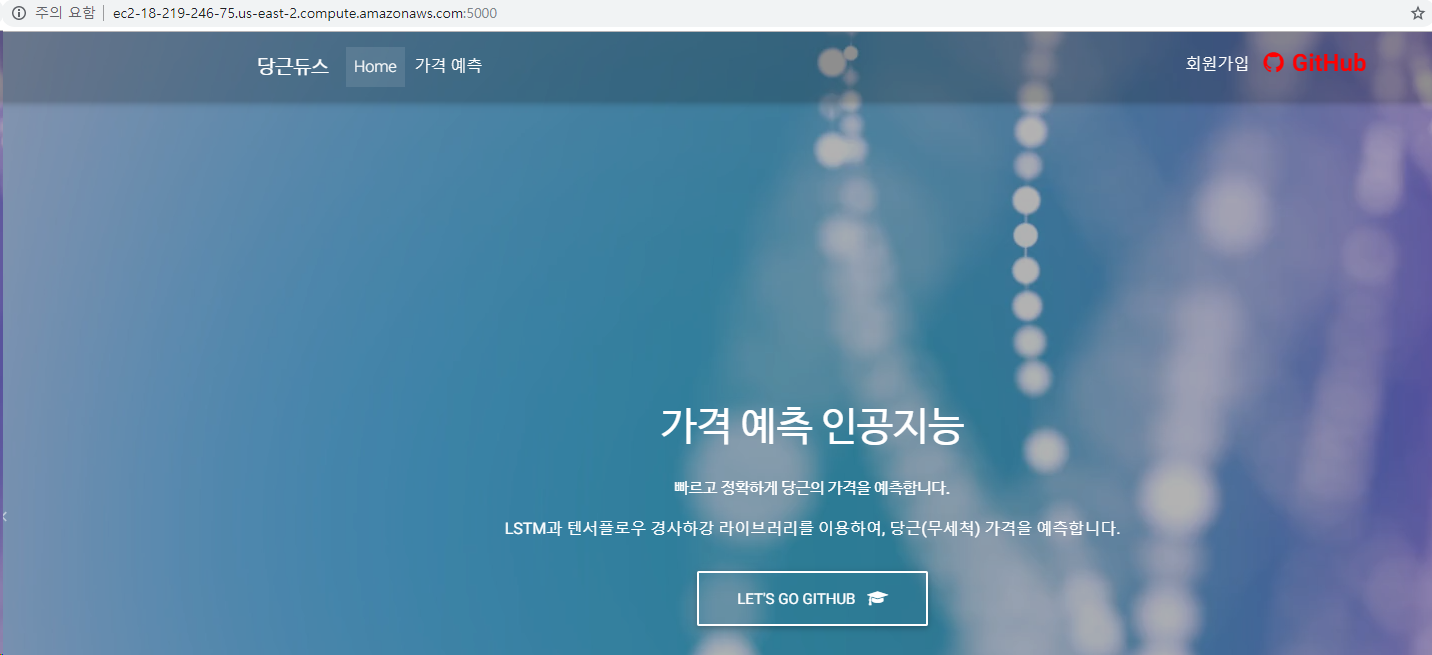 주의 요함 | ec2-18-219-246-75.us-east-2.compute.amazonaws.com:5000
당근듀스 Home 가격 예측 회원가입 GitHub
가격 예측 인공지능
빠르고 정확하게 당근의 가격을 예측합니다.
LSTM과 텐서플로우 경사하강 라이브러리를 이용하여, 당근(무세척) 가격을 예측합니다.
LET'S GO GITHUB